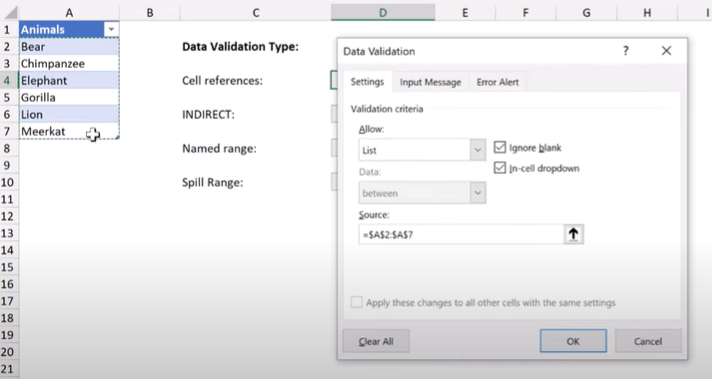 A B C D E F G H I
1 Animals
2 Bear Data Validation Type:
3 Chimpanzee
4 Elephant Cell references:
5 Gorilla
6 Lion INDIRECT:
7 Meerkat
8 Named range:
9
10 Spill Range:
11
12
13
14
15
16
17
18
19
20
21
Data Validation ? ×
Settings Input Message Error Alert
Validation criteria
Allow:
List Ignore blank
Data: In-cell dropdown
between
Source:
=$A$2:$A$7
Apply these changes to all other cells with the same settings
Clear All OK Cancel